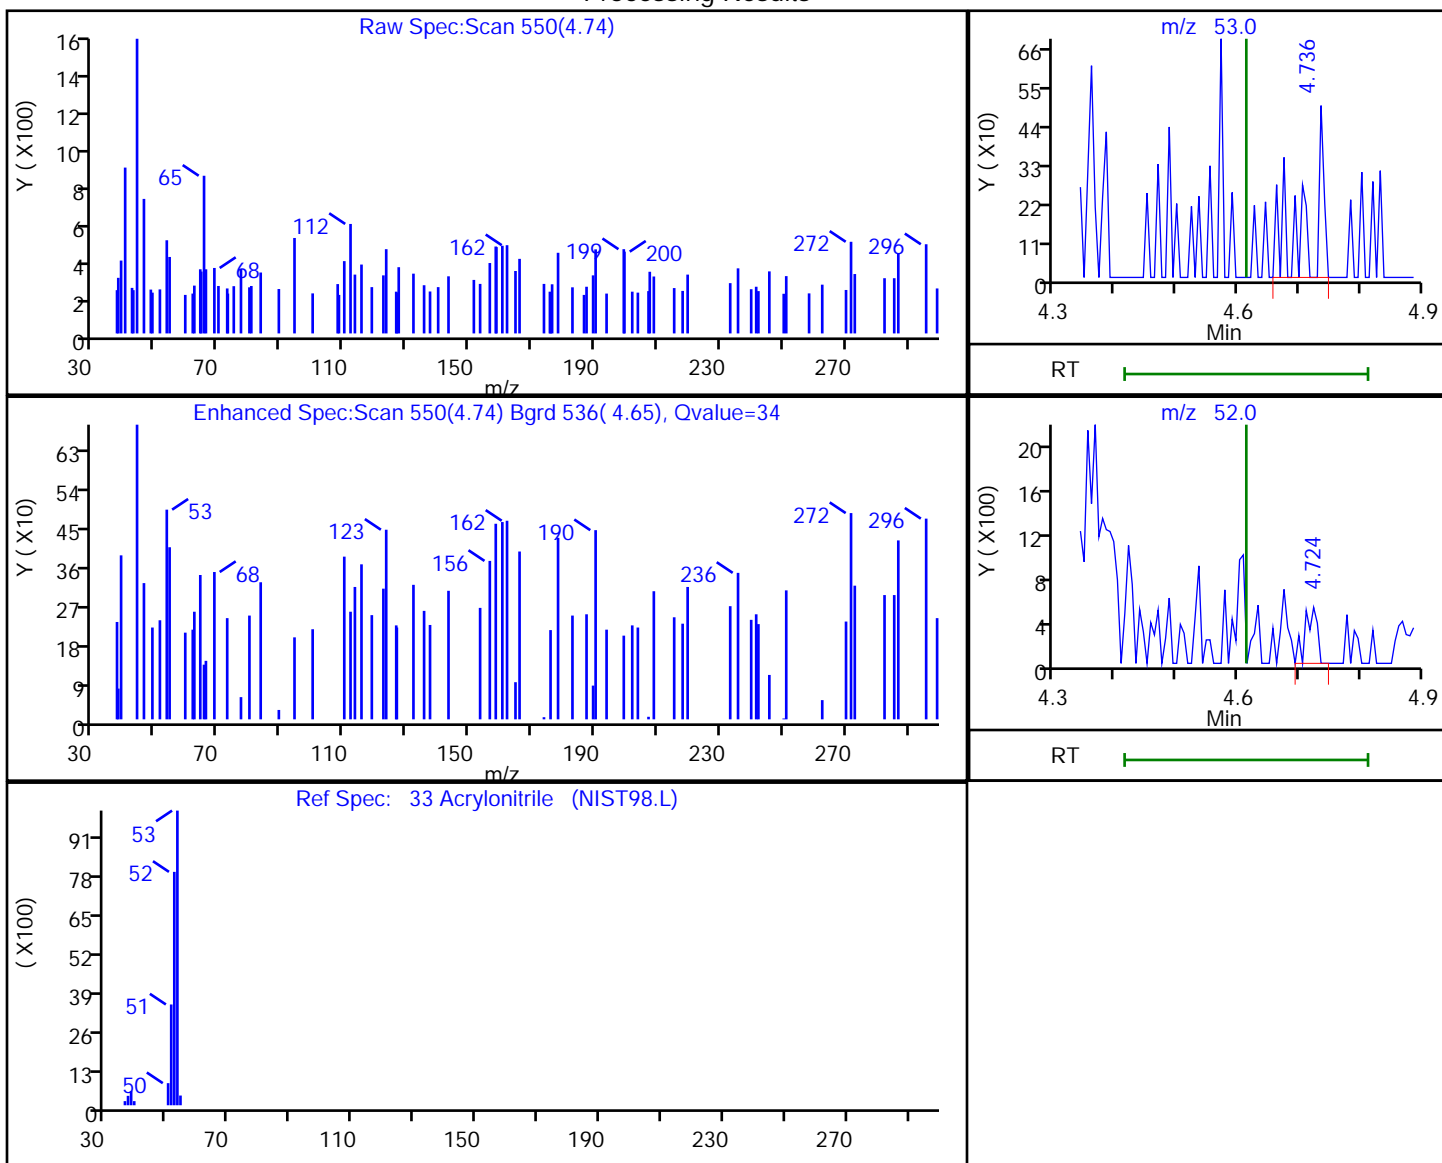 Processing Results
Raw Spec:Scan 550(4.74)
Y ( X100)
16
14
12
10
8
6
4
2
0
65
68
112
162
199
200
272
296
30 70 110 150 190 230 270
m/z
m/z 53.0
Y ( X10)
66
55
44
33
22
11
0
4.736
4.3 4.6 4.9
Min
RT
Enhanced Spec:Scan 550(4.74) Bgrd 536( 4.65), Qvalue=34
Y ( X10)
63
54
45
36
27
18
9
0
53
68
123
156
162
190
236
272
296
30 70 110 150 190 230 270
m/z
m/z 52.0
Y ( X100)
20
16
12
8
4
0
4.724
4.3 4.6 4.9
Min
RT
Ref Spec: 33 Acrylonitrile (NIST98.L)
( X100)
91
78
65
52
39
26
13
0
53
52
51
50
30 70 110 150 190 230 270